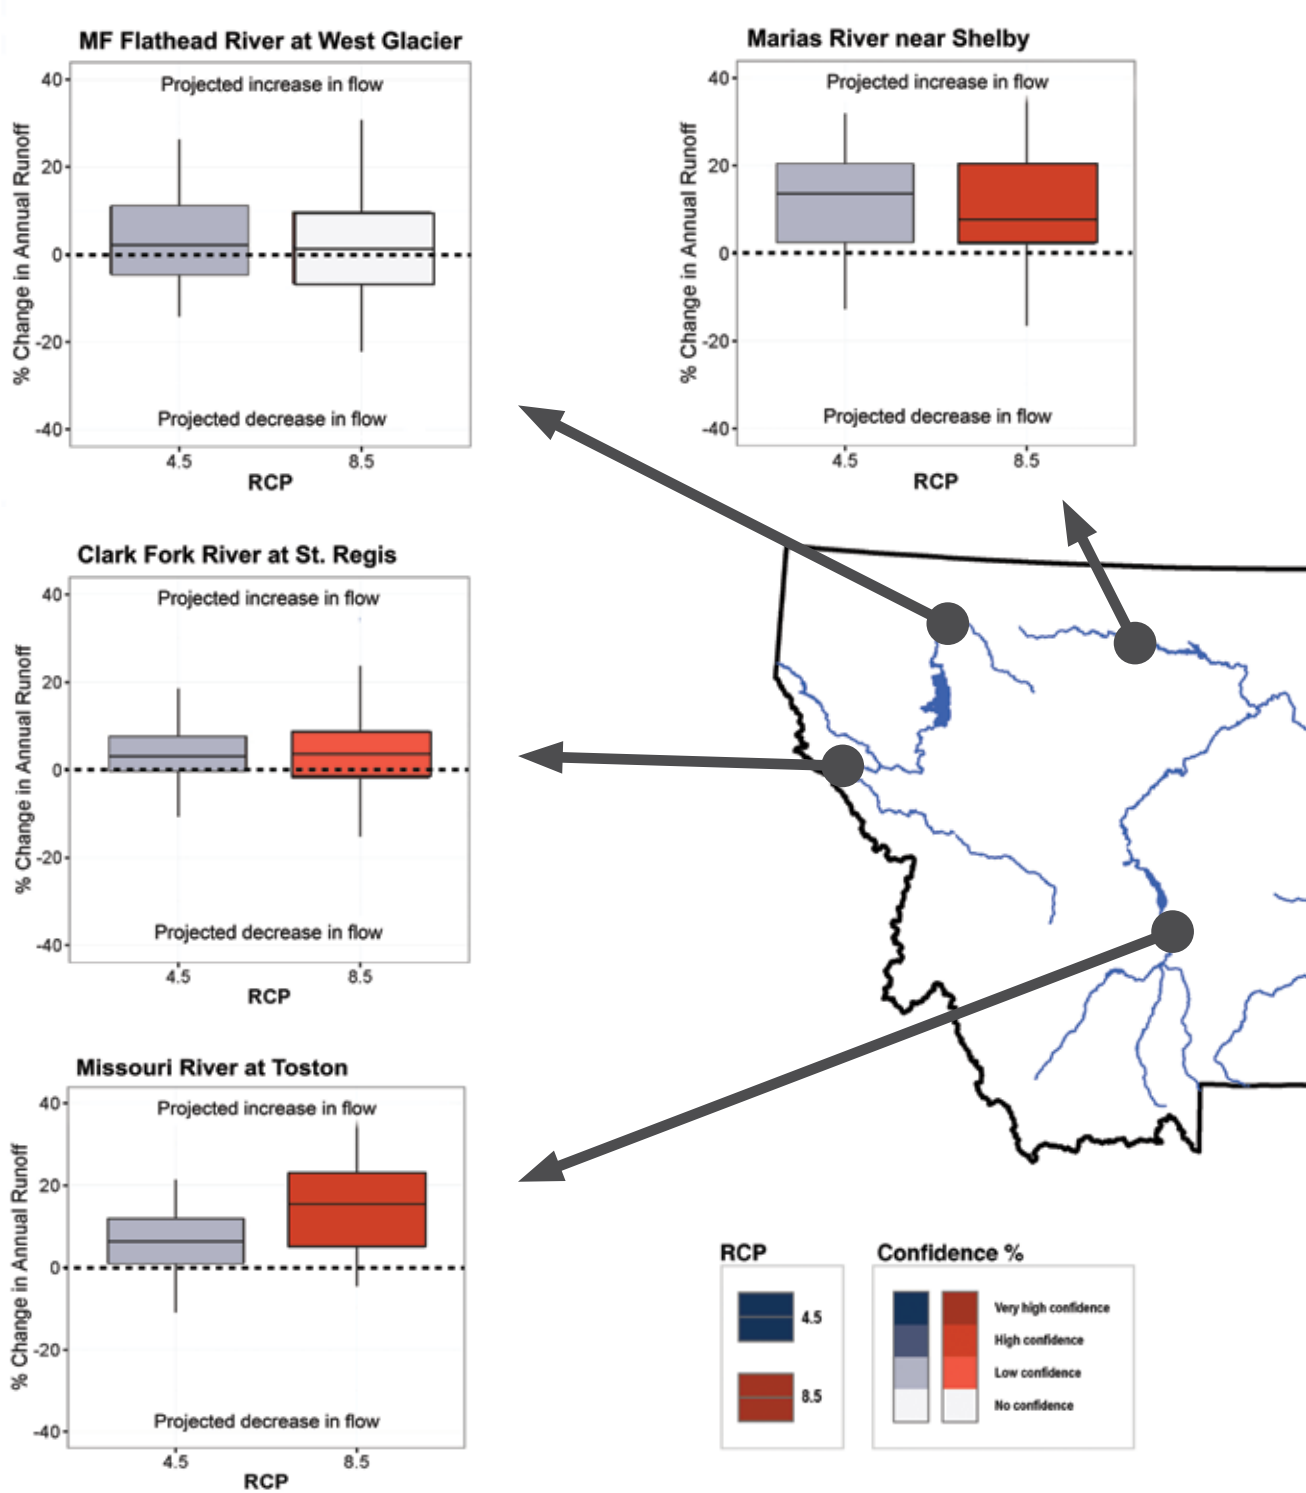 MF Flathead River at West Glacier
% Change in Annual Runoff
40
20
0
-20
-40
Projected increase in flow
Projected decrease in flow
4.5
8.5
RCP
Marias River near Shelby
% Change in Annual Runoff
40
20
0
-20
-40
Projected increase in flow
Projected decrease in flow
4.5
8.5
RCP
Clark Fork River at St. Regis
% Change in Annual Runoff
40
20
0
-20
-40
Projected increase in flow
Projected decrease in flow
4.5
8.5
RCP
Missouri River at Toston
% Change in Annual Runoff
40
20
0
-20
-40
Projected increase in flow
Projected decrease in flow
4.5
8.5
RCP
RCP
4.5
8.5
Confidence %
Very high confidence
High confidence
Low confidence
No confidence